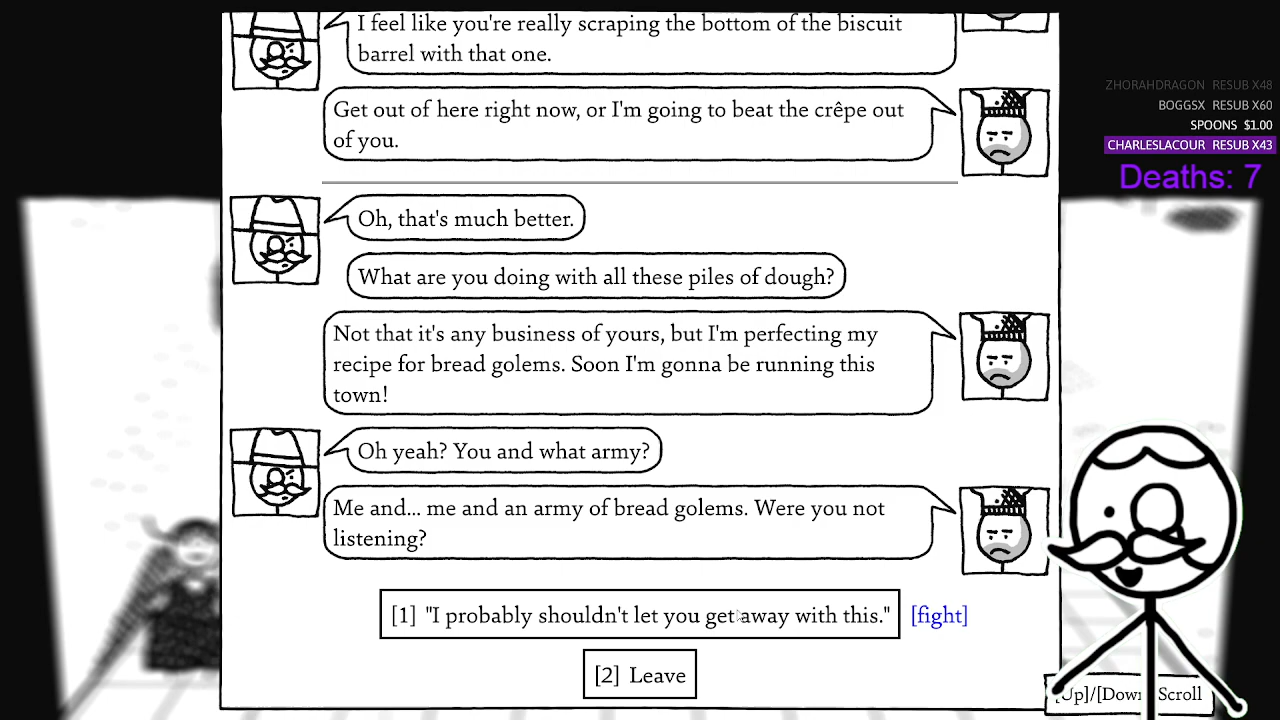 I feel like you're really scraping the bottom of the biscuit
barrel with that one.
Get out of here right now, or I'm going to beat the crêpe out
of you.
Oh, that's much better.
What are you doing with all these piles of dough?
Not that it's any business of yours, but I'm perfecting my
recipe for bread golems. Soon I'm gonna be running this
town!
Oh yeah? You and what army?
Me and... me and an army of bread golems. Were you not
listening?
[1] "I probably shouldn't let you get away with this." [fight]
[2] Leave
ZHORAHDRAGON RESUB X48
BOGGSX RESUB X60
SPOONS $1.00
CHARLESLACOUR RESUB X43
Deaths: 7
[Up]/[Down Scroll